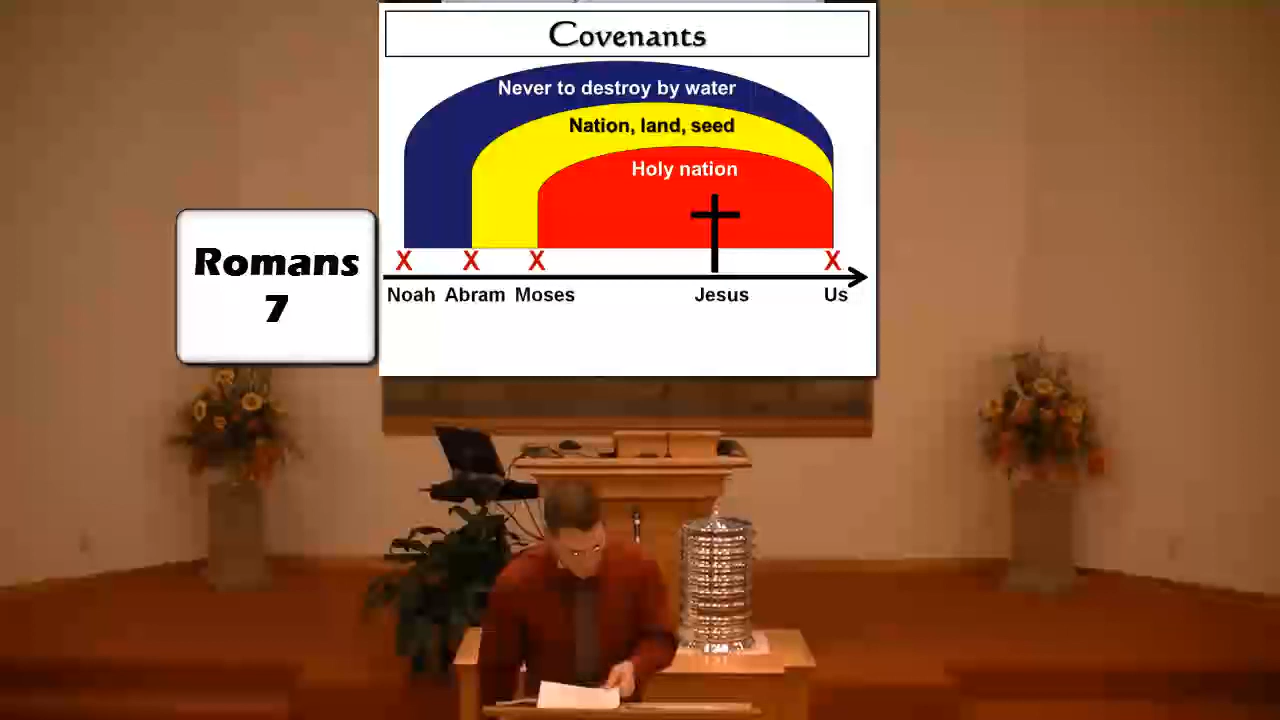 Covenants
Never to destroy by water
Nation, land, seed
Holy nation
X X X X
Noah Abram Moses Jesus Us
Romans
7